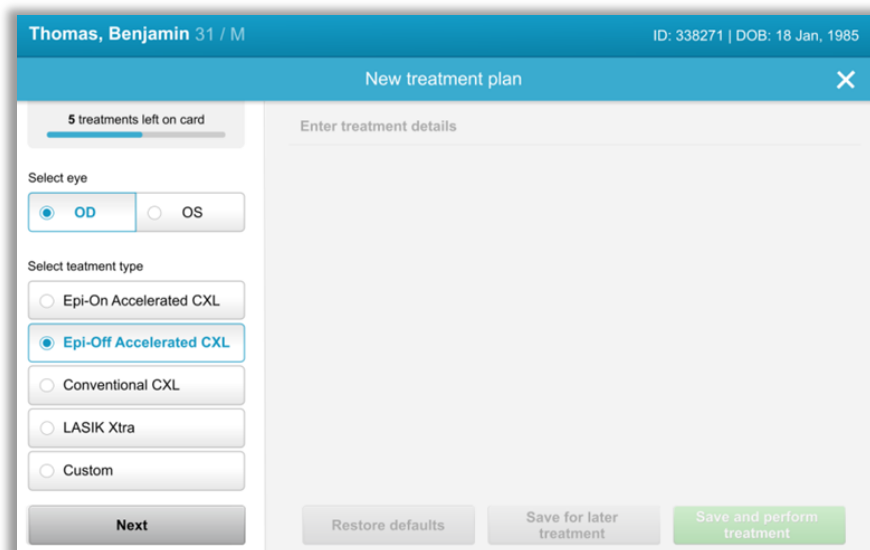 Thomas, Benjamin 31 / M
ID: 338271 | DOB: 18 Jan, 1985
New treatment plan
5 treatments left on card
Enter treatment details
Select eye
OD
OS
Select teatment type
Epi-On Accelerated CXL
Epi-Off Accelerated CXL
Conventional CXL
LASIK Xtra
Custom
Next
Restore defaults
Save for later
treatment
Save and perform
treatment